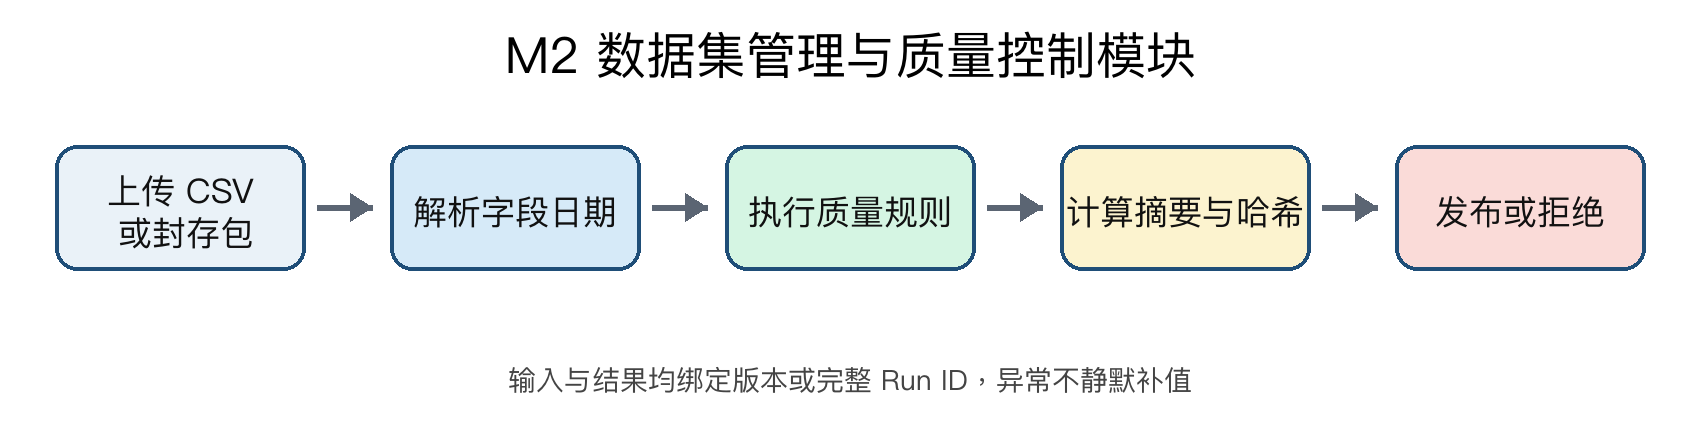 M2 数据集管理与质量控制模块
上传 CSV
或封存包
解析字段日期
执行质量规则
计算摘要与哈希
发布或拒绝
输入与结果均绑定版本或完整 Run ID，异常不静默补值